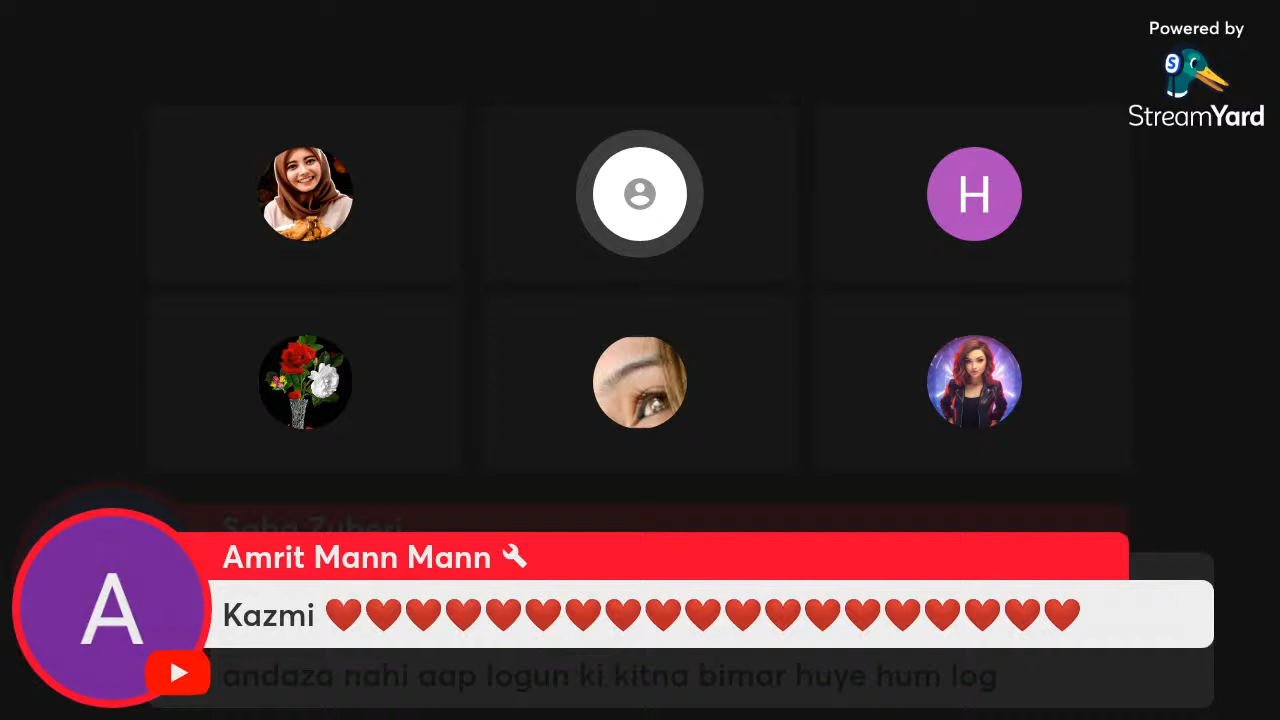 Powered by
S
StreamYard
H
Saba Zuberi
Amrit Mann Mann
A
Kazmi ❤️❤️❤️❤️❤️❤️❤️❤️❤️❤️❤️❤️❤️❤️❤️❤️❤️❤️❤️
andaza nahi aap logun ki kitna bimar huye hum log